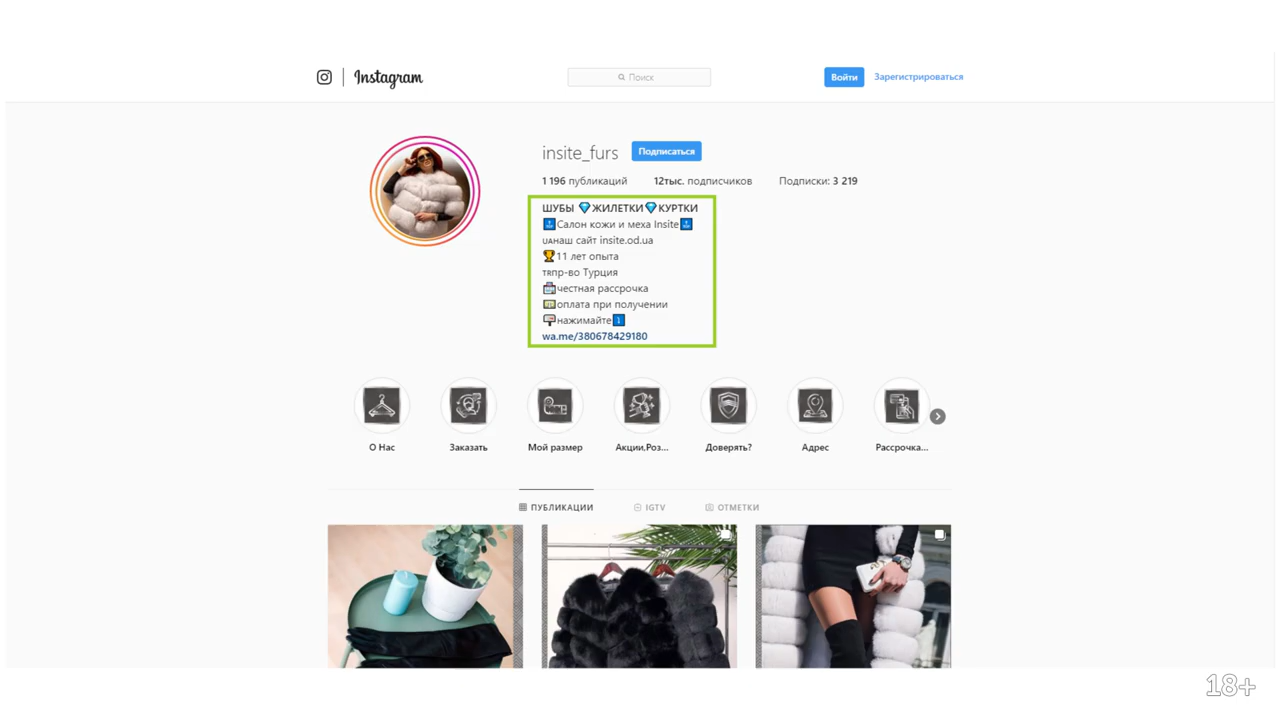 Instagram
Поиск
Войти
Зарегистрироваться
insite_furs
Подписаться
1 196 публикаций
12тыс. подписчиков
Подписки: 3 219
ШУБЫ 💎ЖИЛЕТКИ💎КУРТКИ
Салон кожи и меха Insite
UAнаш сайт insite.od.ua
🏆11 лет опыта
TRпр-во Турция
честная рассрочка
оплата при получении
нажимайте
wa.me/380678429180
О Нас
Заказать
Мой размер
Акции,Роз...
Доверять?
Адрес
Рассрочка...
ПУБЛИКАЦИИ
IGTV
ОТМЕТКИ
18+